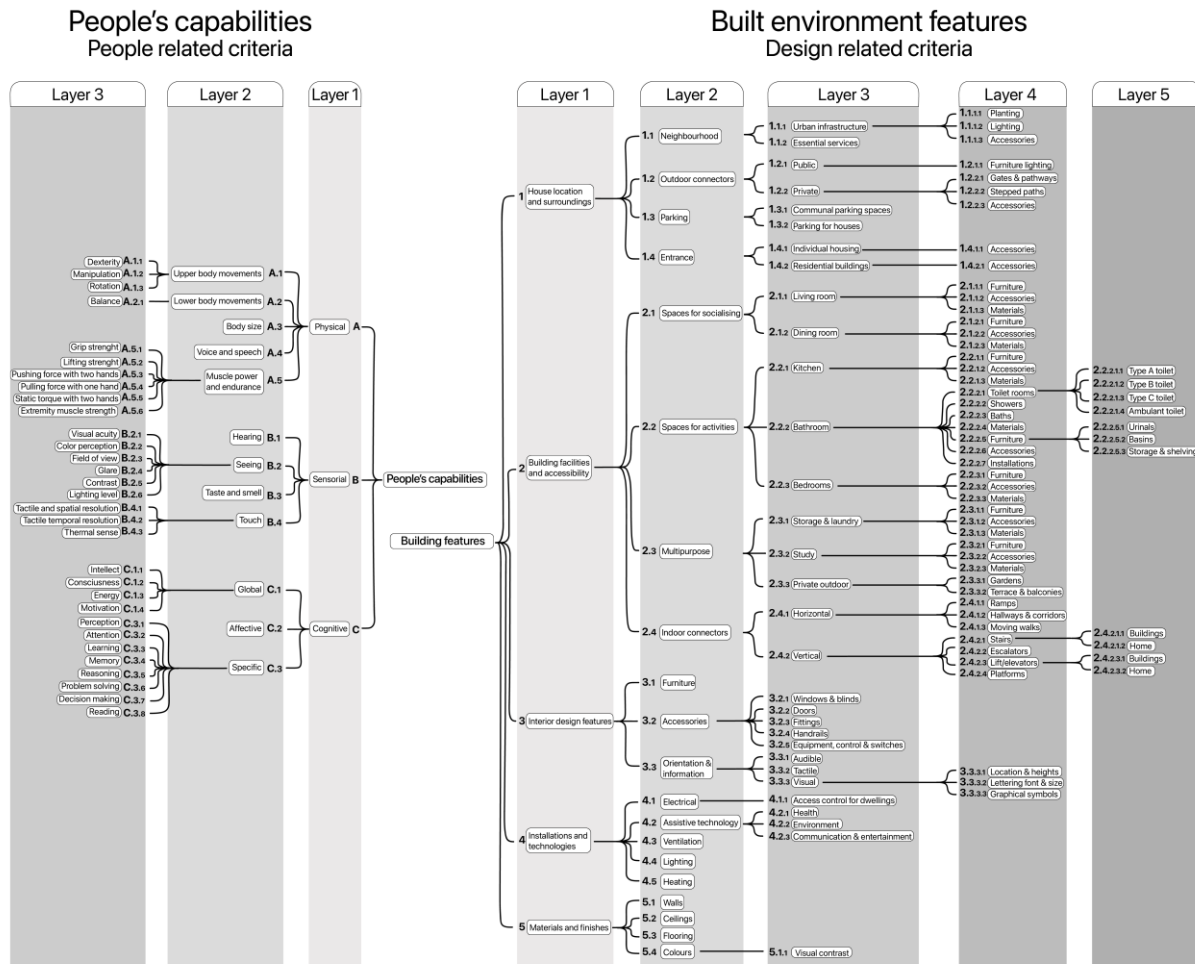 People's capabilities
People related criteria
Built environment features
Design related criteria
Layer 3
Layer 2
Layer 1
Layer 1
Layer 2
Layer 3
Layer 4
Layer 5
Dexterity A.1.1
Manipulation A.1.2
Rotation A.1.3
Balance A.2.1
Grip strenght A.5.1
Lifting strenght A.5.2
Pushing force with two hands A.5.3
Pulling force with one hand A.5.4
Static torque with two hands A.5.5
Extremity muscle strength A.5.6
Visual acuity B.2.1
Color perception B.2.2
Field of view B.2.3
Glare B.2.4
Contrast B.2.5
Lighting level B.2.6
Tactile and spatial resolution B.4.1
Tactile temporal resolution B.4.2
Thermal sense B.4.3
Intellect C.1.1
Consciusness C.1.2
Energy C.1.3
Motivation C.1.4
Perception C.3.1
Attention C.3.2
Learning C.3.3
Memory C.3.4
Reasoning C.3.5
Problem solving C.3.6
Decision making C.3.7
Reading C.3.8
Upper body movements A.1
Lower body movements A.2
Body size A.3
Voice and speech A.4
Muscle power
and endurance A.5
Hearing B.1
Seeing B.2
Taste and smell B.3
Touch B.4
Global C.1
Affective C.2
Specific C.3
Physical A
Sensorial B
Cognitive C
People's capabilities
Building features
1 House location
and surroundings
2 Building facilities
and accessibility
3 Interior design features
4 Installations and
technologies
5 Materials and finishes
1.1 Neighbourhood
1.2 Outdoor connectors
1.3 Parking
1.4 Entrance
2.1 Spaces for socialising
2.2 Spaces for activities
2.3 Multipurpose
2.4 Indoor connectors
3.1 Furniture
3.2 Accessories
3.3 Orientation &
information
4.1 Electrical
4.2 Assistive technology
4.3 Ventilation
4.4 Lighting
4.5 Heating
5.1 Walls
5.2 Ceilings
5.3 Flooring
5.4 Colours
1.1.1 Urban infrastructure
1.1.2 Essential services
1.2.1 Public
1.2.2 Private
1.3.1 Communal parking spaces
1.3.2 Parking for houses
1.4.1 Individual housing
1.4.2 Residential buildings
2.1.1 Living room
2.1.2 Dining room
2.2.1 Kitchen
2.2.2 Bathroom
2.2.3 Bedrooms
2.3.1 Storage & laundry
2.3.2 Study
2.3.3 Private outdoor
2.4.1 Horizontal
2.4.2 Vertical
3.2.1 Windows & blinds
3.2.2 Doors
3.2.3 Fittings
3.2.4 Handrails
3.2.5 Equipment, control & switches
3.3.1 Audible
3.3.2 Tactile
3.3.3 Visual
4.1.1 Access control for dwellings
4.2.1 Health
4.2.2 Environment
4.2.3 Communication & entertainment
5.1.1 Visual contrast
1.1.1.1 Planting
1.1.1.2 Lighting
1.1.1.3 Accessories
1.2.1.1 Furniture lighting
1.2.2.1 Gates & pathways
1.2.2.2 Stepped paths
1.2.2.3 Accessories
1.4.1.1 Accessories
1.4.2.1 Accessories
2.1.1.1 Furniture
2.1.1.2 Accessories
2.1.1.3 Materials
2.1.2.1 Furniture
2.1.2.2 Accessories
2.1.2.3 Materials
2.2.1.1 Furniture
2.2.1.2 Accessories
2.2.1.3 Materials
2.2.2.1 Toilet rooms
2.2.2.2 Showers
2.2.2.3 Baths
2.2.2.4 Materials
2.2.2.5 Furniture
2.2.2.6 Accessories
2.2.2.7 Installations
2.2.3.1 Furniture
2.2.3.2 Accessories
2.2.3.3 Materials
2.3.1.1 Furniture
2.3.1.2 Accessories
2.3.1.3 Materials
2.3.2.1 Furniture
2.3.2.2 Accessories
2.3.2.3 Materials
2.3.3.1 Gardens
2.3.3.2 Terrace & balconies
2.4.1.1 Ramps
2.4.1.2 Hallways & corridors
2.4.1.3 Moving walks
2.4.2.1 Stairs
2.4.2.2 Escalators
2.4.2.3 Lift/elevators
2.4.2.4 Platforms
3.3.3.1 Location & heights
3.3.3.2 Lettering font & size
3.3.3.3 Graphical symbols
2.2.2.1.1 Type A toilet
2.2.2.1.2 Type B toilet
2.2.2.1.3 Type C toilet
2.2.2.1.4 Ambulant toilet
2.2.2.5.1 Urinals
2.2.2.5.2 Basins
2.2.2.5.3 Storage & shelving
2.4.2.1.1 Buildings
2.4.2.1.2 Home
2.4.2.3.1 Buildings
2.4.2.3.2 Home